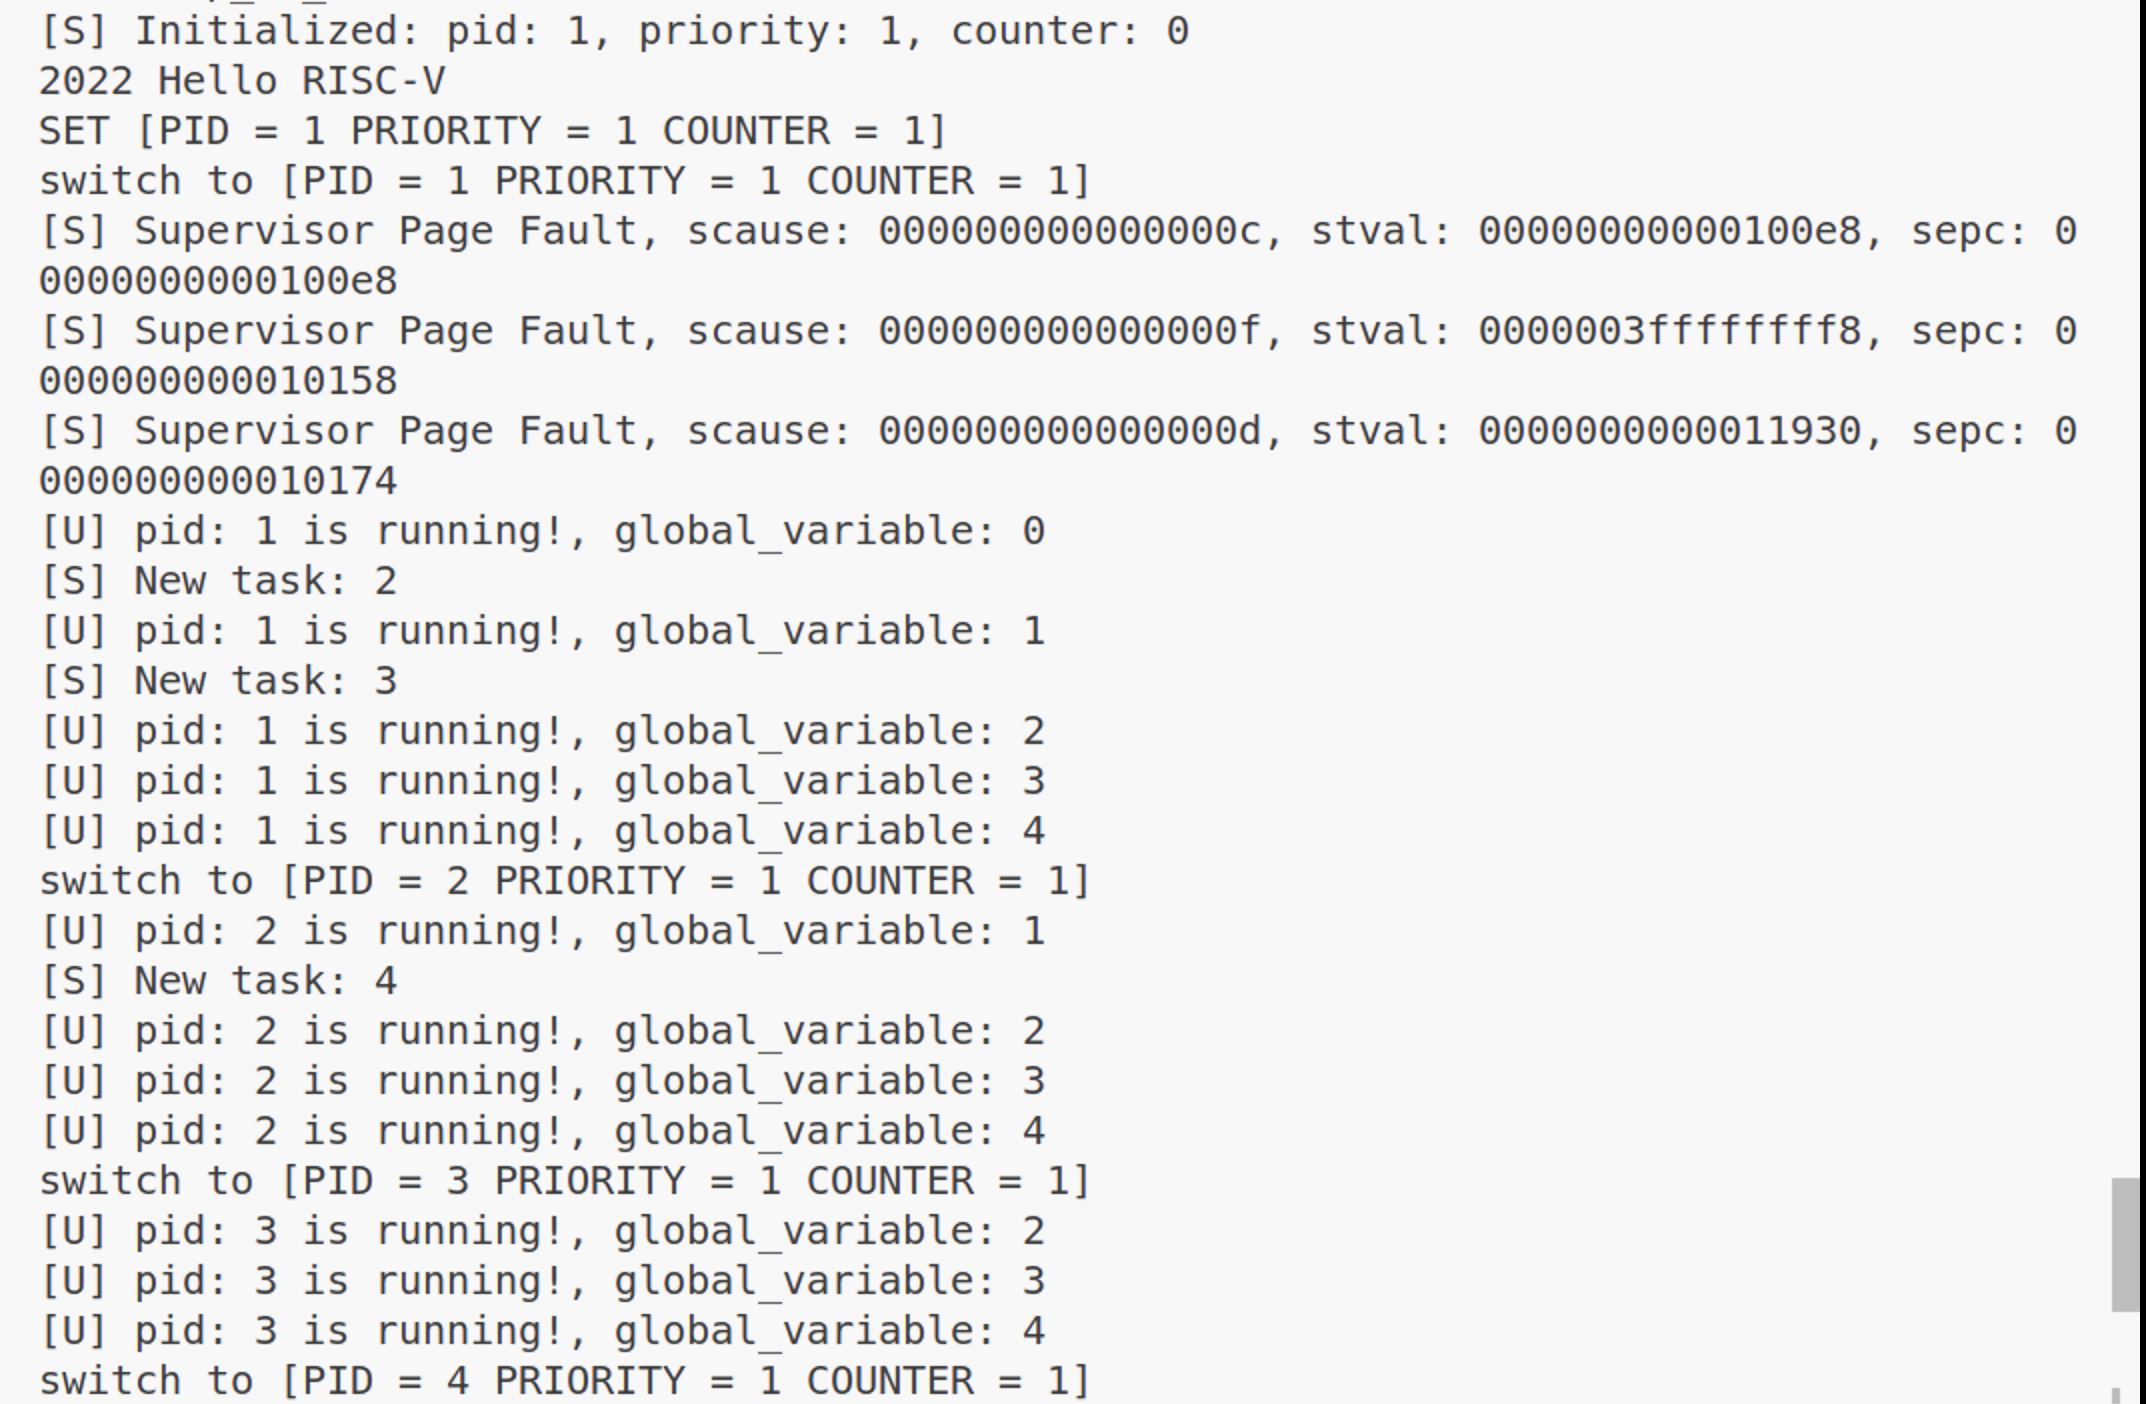 [S] Initialized: pid: 1, priority: 1, counter: 0
2022 Hello RISC-V
SET [PID = 1 PRIORITY = 1 COUNTER = 1]
switch to [PID = 1 PRIORITY = 1 COUNTER = 1]
[S] Supervisor Page Fault, scause: 000000000000000c, stval: 00000000000100e8, sepc: 0
0000000000100e8
[S] Supervisor Page Fault, scause: 000000000000000f, stval: 0000003ffffffff8, sepc: 0
000000000010158
[S] Supervisor Page Fault, scause: 000000000000000d, stval: 0000000000011930, sepc: 0
000000000010174
[U] pid: 1 is running!, global_variable: 0
[S] New task: 2
[U] pid: 1 is running!, global_variable: 1
[S] New task: 3
[U] pid: 1 is running!, global_variable: 2
[U] pid: 1 is running!, global_variable: 3
[U] pid: 1 is running!, global_variable: 4
switch to [PID = 2 PRIORITY = 1 COUNTER = 1]
[U] pid: 2 is running!, global_variable: 1
[S] New task: 4
[U] pid: 2 is running!, global_variable: 2
[U] pid: 2 is running!, global_variable: 3
[U] pid: 2 is running!, global_variable: 4
switch to [PID = 3 PRIORITY = 1 COUNTER = 1]
[U] pid: 3 is running!, global_variable: 2
[U] pid: 3 is running!, global_variable: 3
[U] pid: 3 is running!, global_variable: 4
switch to [PID = 4 PRIORITY = 1 COUNTER = 1]